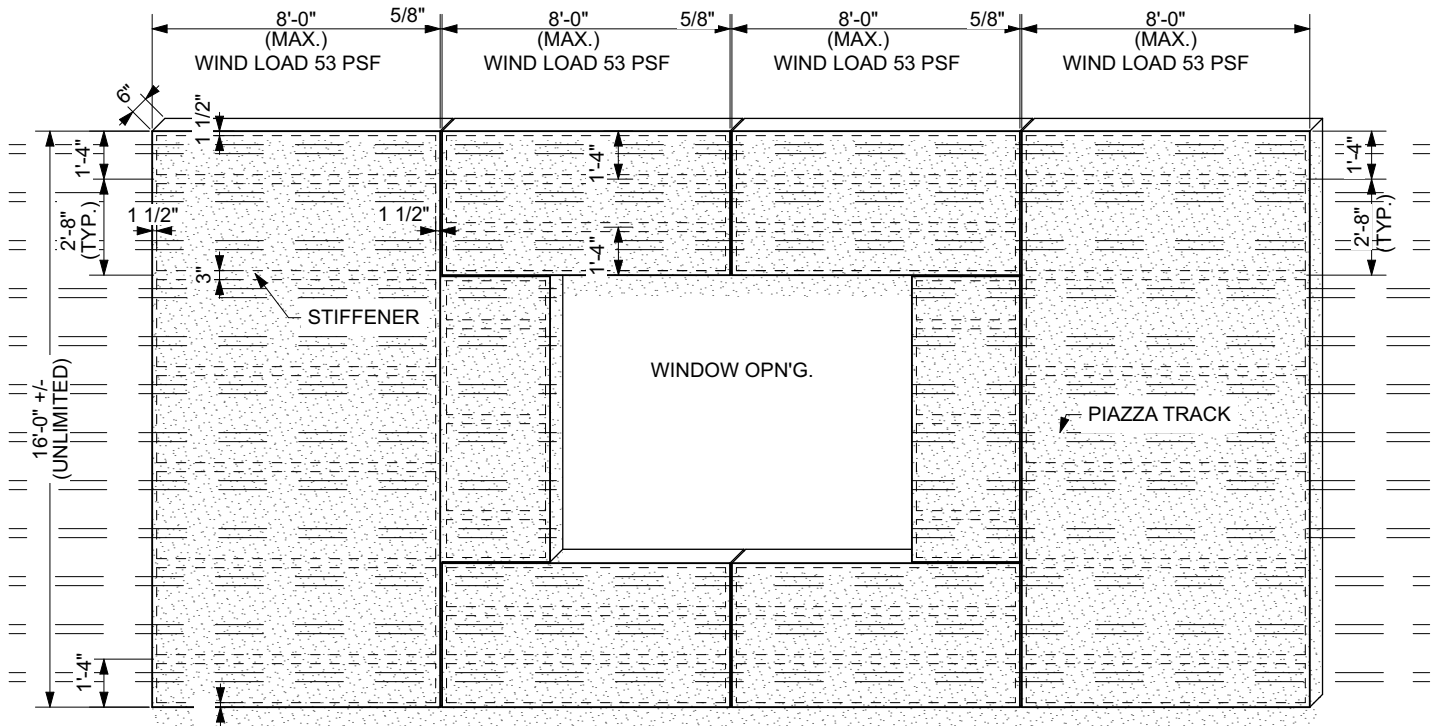 8'-0" 5/8" 8'-0" 5/8" 8'-0" 5/8" 8'-0"
(MAX.) (MAX.) (MAX.) (MAX.)
WIND LOAD 53 PSF WIND LOAD 53 PSF WIND LOAD 53 PSF WIND LOAD 53 PSF
6"
1 1/2"
1'-4" 1'-4" 1'-4"
2'-8"
(TYP.)
1 1/2" 1 1/2"
2'-8"
(TYP.)
1'-4"
3"
STIFFENER
WINDOW OPN'G.
PIAZZA TRACK
16'-0" +/-
(UNLIMITED)
1'-4"